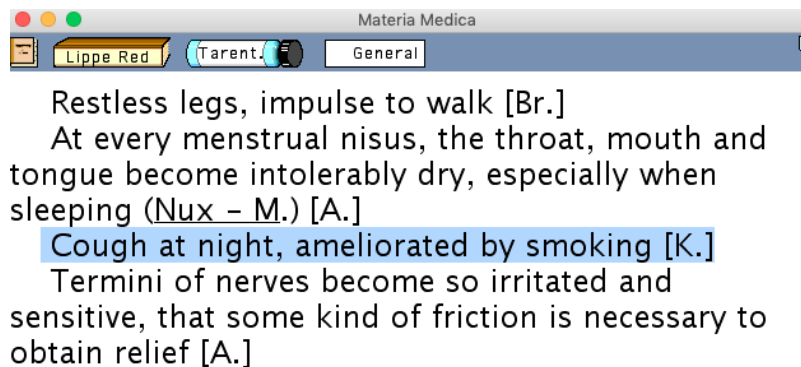 Materia Medica
Lippe Red Tarent. General
Restless legs, impulse to walk [Br.]
At every menstrual nisus, the throat, mouth and
tongue become intolerably dry, especially when
sleeping (Nux – M.) [A.]
Cough at night, ameliorated by smoking [K.]
Termini of nerves become so irritated and
sensitive, that some kind of friction is necessary to
obtain relief [A.]